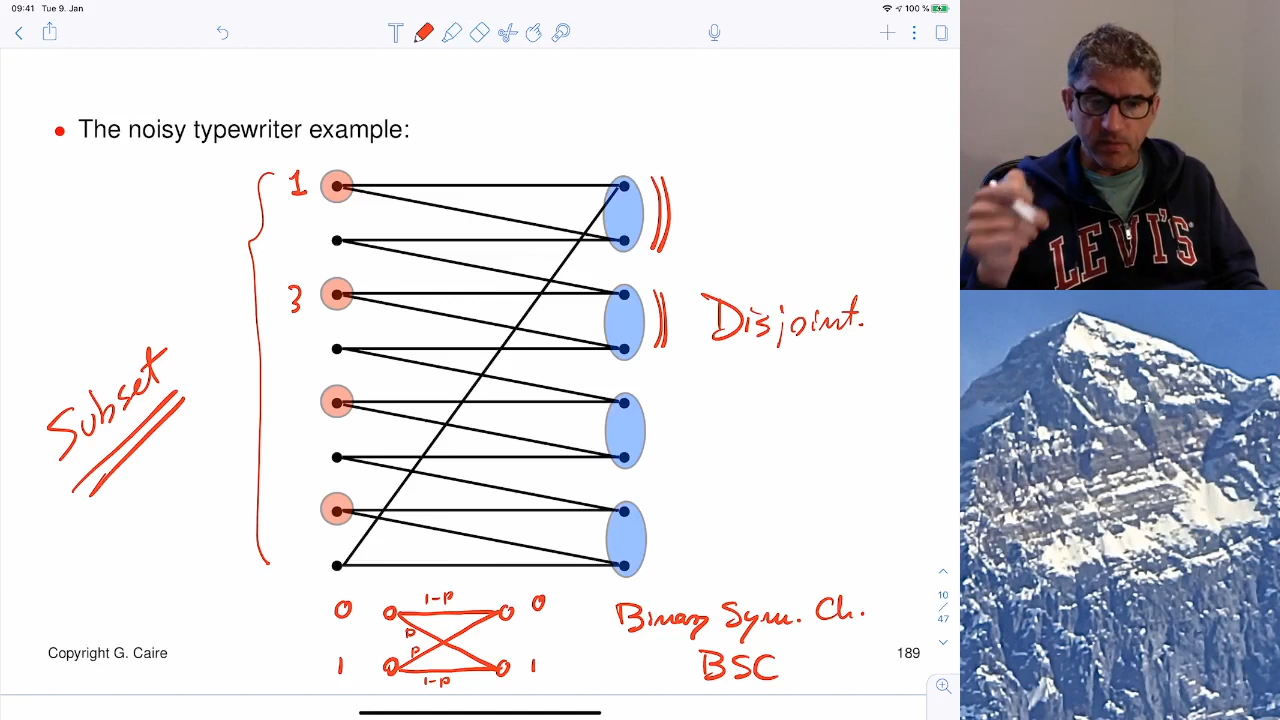 09:41 Tue 9. Jan
100 %
• The noisy typewriter example:
1
3
Disjoint.
Subset
LEVI'S
1-p
0
0
p
p
Binary Sym. Ch.
1
1
1-p
BSC
Copyright G. Caire
189
10
/
47